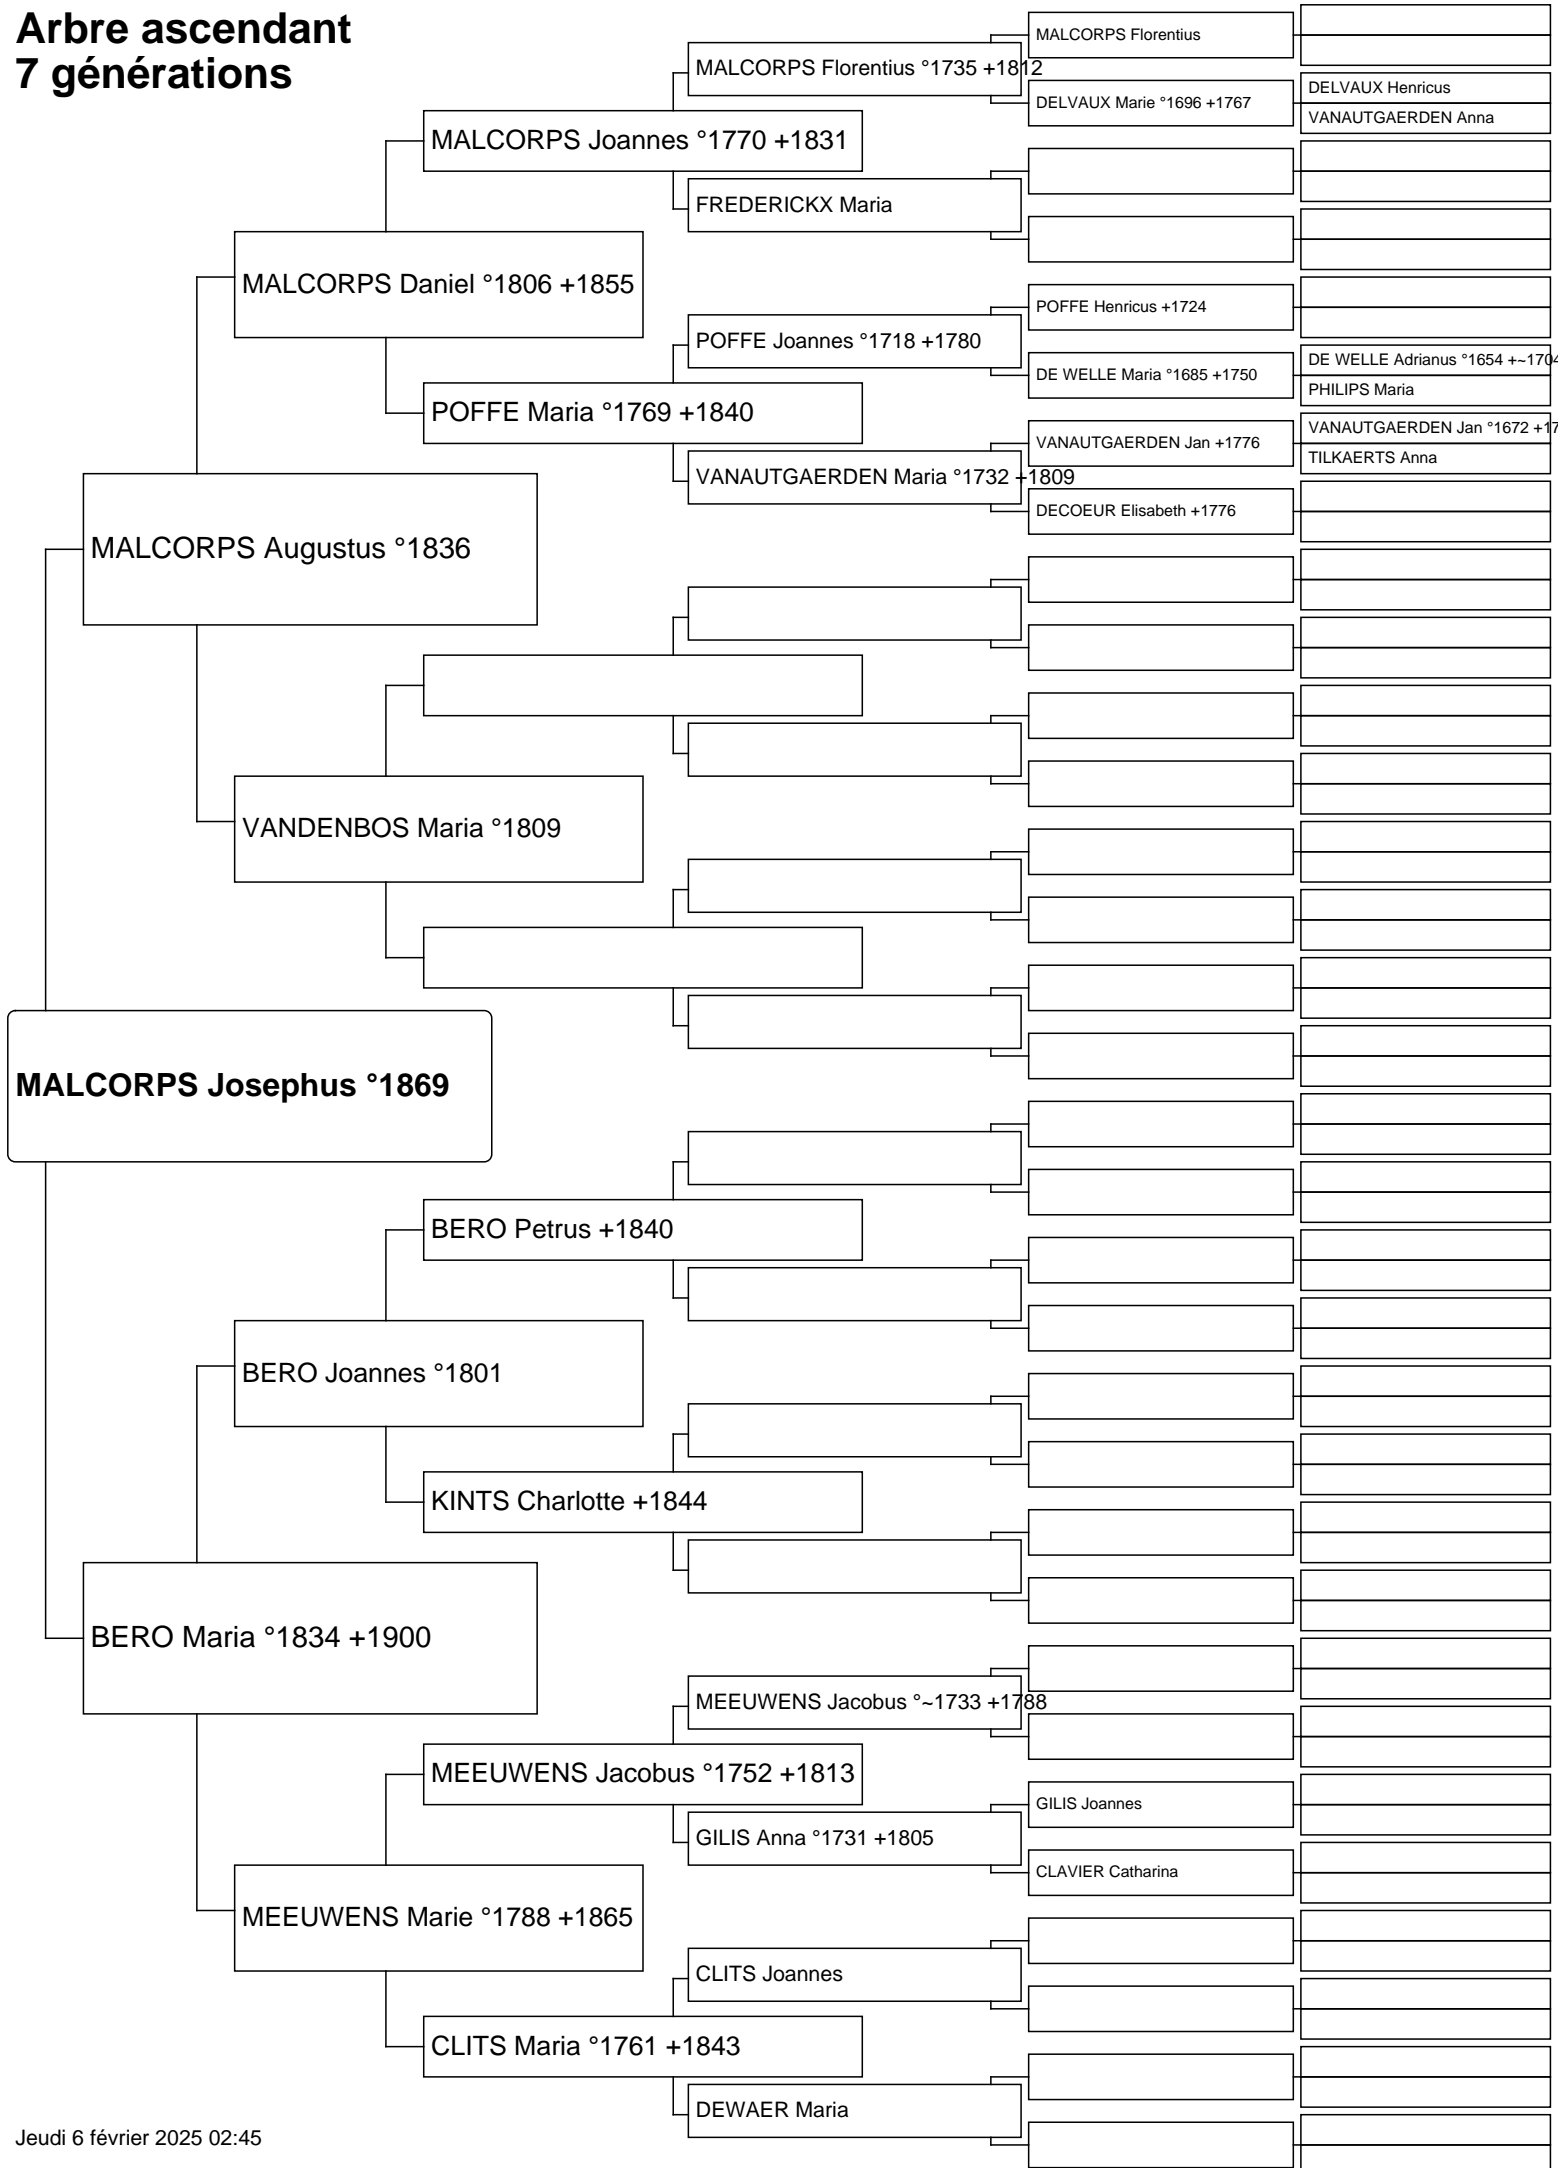 Arbre ascendant
7 générations
MALCORPS Florentius
MALCORPS Florentius °1735 +1812
DELVAUX Henricus
DELVAUX Marie °1696 +1767
VANAUTGAERDEN Anna
MALCORPS Joannes °1770 +1831
FREDERICKX Maria
MALCORPS Daniel °1806 +1855
POFFE Henricus +1724
POFFE Joannes °1718 +1780
DE WELLE Adrianus °1654 +~1704
DE WELLE Maria °1685 +1750
PHILIPS Maria
POFFE Maria °1769 +1840
VANAUTGAERDEN Jan °1672 +17
VANAUTGAERDEN Jan +1776
TILKAERTS Anna
VANAUTGAERDEN Maria °1732 +1809
DECOEUR Elisabeth +1776
MALCORPS Augustus °1836
VANDENBOS Maria °1809
MALCORPS Josephus °1869
BERO Petrus +1840
BERO Joannes °1801
KINTS Charlotte +1844
BERO Maria °1834 +1900
MEEUWENS Jacobus °~1733 +1788
MEEUWENS Jacobus °1752 +1813
GILIS Joannes
GILIS Anna °1731 +1805
CLAVIER Catharina
MEEUWENS Marie °1788 +1865
CLITS Joannes
CLITS Maria °1761 +1843
DEWAER Maria
Jeudi 6 février 2025 02:45